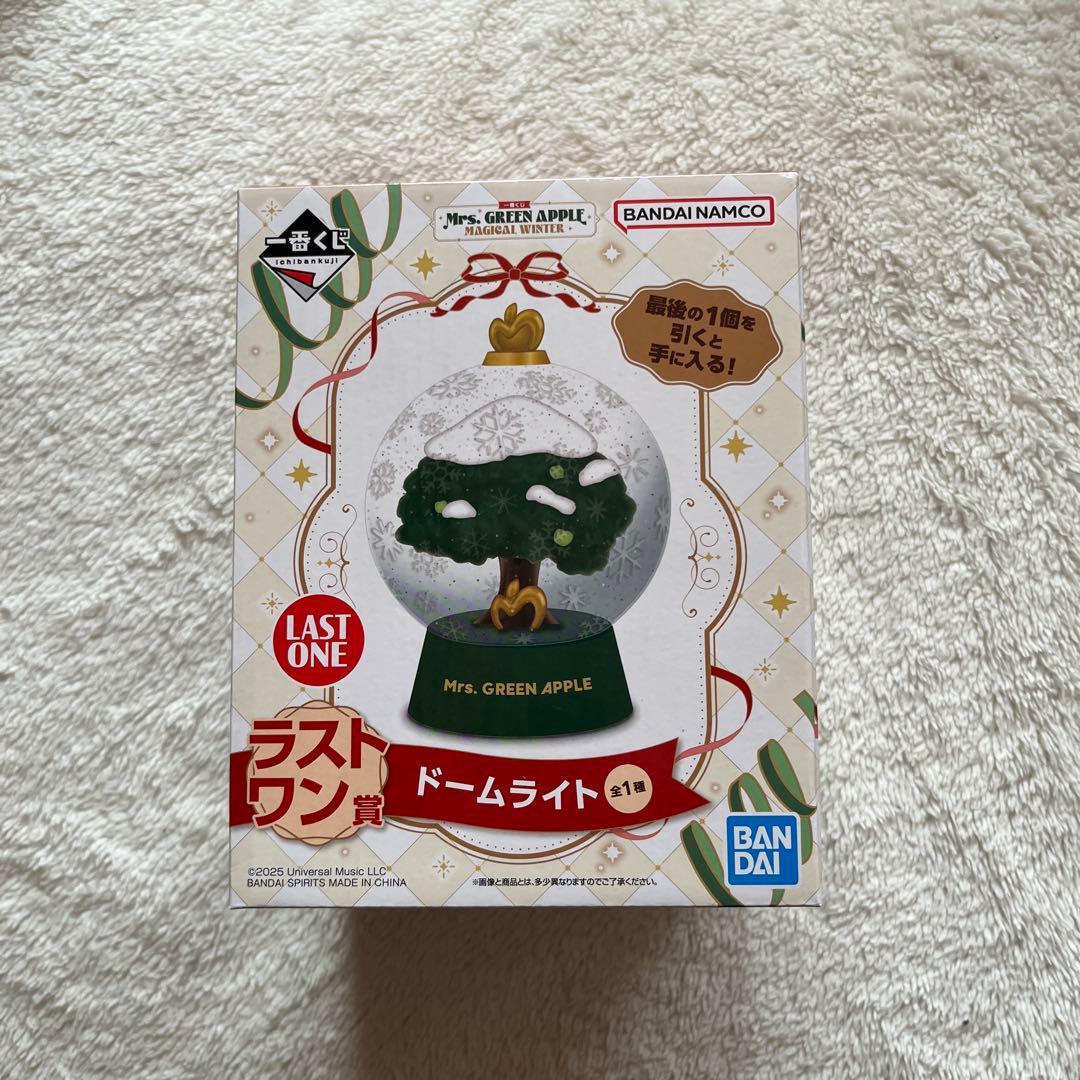 一番くじ
ichibankuji
一番くじ
Mrs. GREEN APPLE
MAGICAL WINTER
BANDAI NAMCO
最後の1個を
引くと
手に入る!
Mrs. GREEN APPLE
LAST
ONE
ラスト
ワン賞
ドームライト 全1種
BAN
DAI
©2025 Universal Music LLC
BANDAI SPIRITS MADE IN CHINA
※画像と商品とは、多少異なりますのでご了承ください。